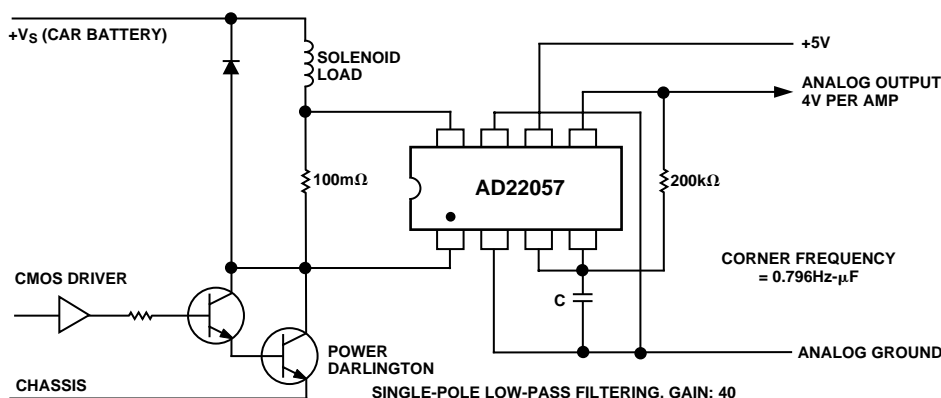 +VS (CAR BATTERY)
SOLENOID
LOAD
+5V
ANALOG OUTPUT
4V PER AMP
100mΩ
AD22057
200kΩ
CORNER FREQUENCY
= 0.796Hz-μF
CMOS DRIVER
C
POWER
DARLINGTON
ANALOG GROUND
CHASSIS
SINGLE-POLE LOW-PASS FILTERING, GAIN: 40